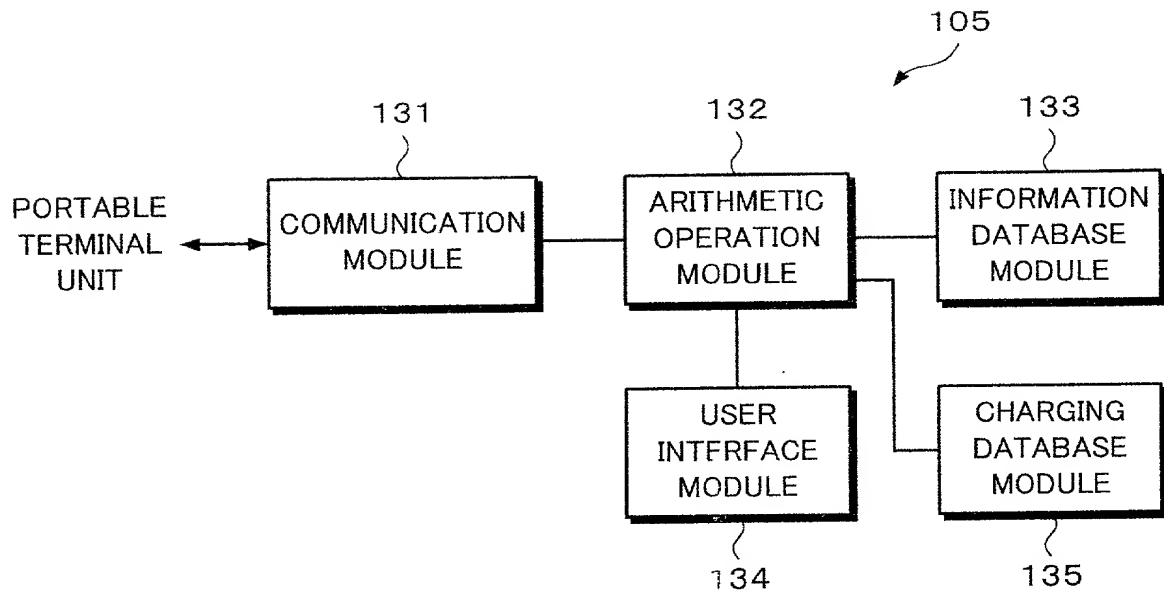 105
131
132
133
PORTABLE
TERMINAL
UNIT
COMMUNICATION
MODULE
ARITHMETIC
OPERATION
MODULE
INFORMATION
DATABASE
MODULE
USER
INTFRFACE
MODULE
CHARGING
DATABASE
MODULE
134
135